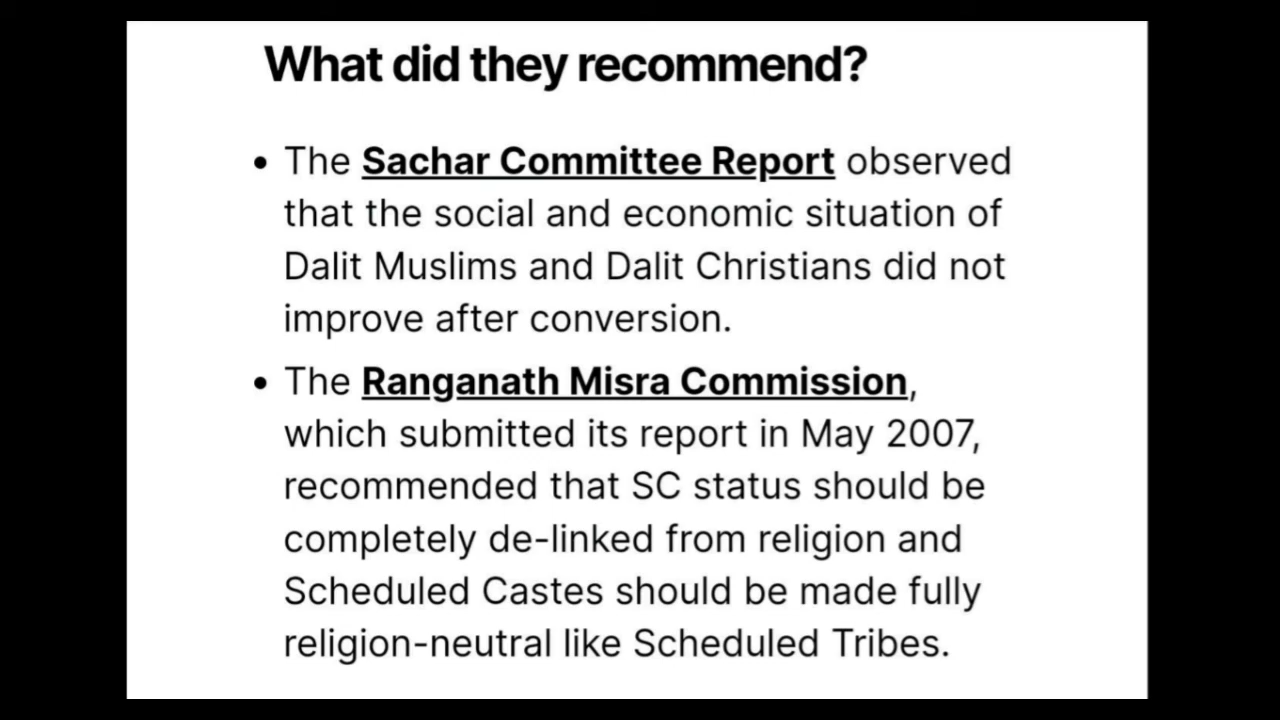 What did they recommend?
• The Sachar Committee Report observed
that the social and economic situation of
Dalit Muslims and Dalit Christians did not
improve after conversion.
• The Ranganath Misra Commission,
which submitted its report in May 2007,
recommended that SC status should be
completely de-linked from religion and
Scheduled Castes should be made fully
religion-neutral like Scheduled Tribes.